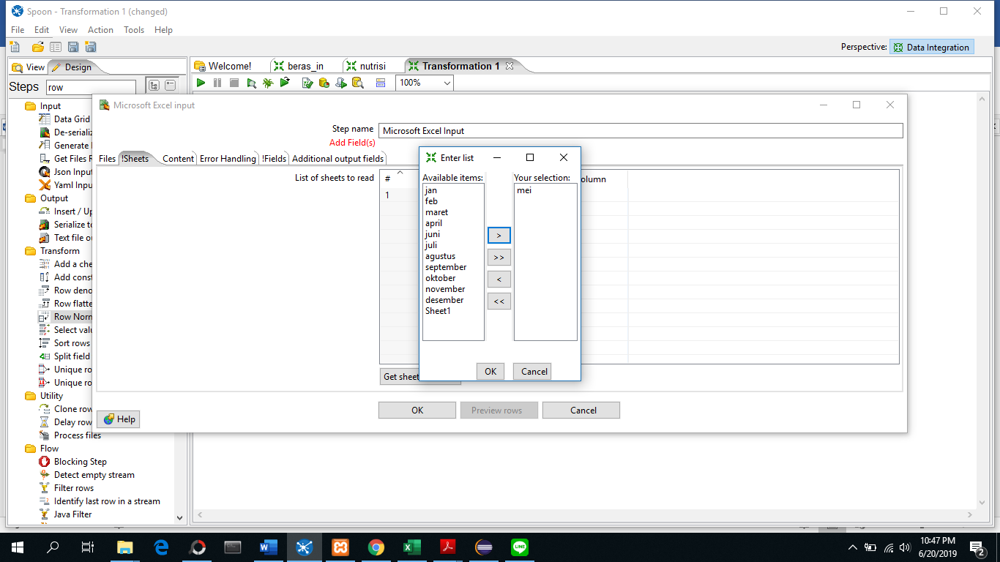 Spoon - Transformation 1 (changed)
File Edit View Action Tools Help
Perspective: Data Integration
View Design
Welcome! beras_in nutrisi Transformation 1
Steps row
100%
Input
Data Grid
De-serializ
Generate
Get Files R
Json Input
Yaml Inpu
Output
Insert / Up
Serialize to
Text file o
Transform
Add a che
Add const
Row deno
Row flatte
Row Norm
Select valu
Sort rows
Split field
Unique ro
Unique ro
Utility
Clone row
Delay row
Process files
Flow
Blocking Step
Detect empty stream
Filter rows
Identify last row in a stream
Java Filter
Microsoft Excel input
Step name Microsoft Excel Input
Add Field(s)
Files !Sheets Content Error Handling !Fields Additional output fields
List of sheets to read
# olumn
1
Get sheet
OK Preview rows Cancel
Help
Enter list
Available items: Your selection:
jan
feb
maret
april
juni
juli
agustus
september
oktober
november
desember
Sheet1
mei
>
>>
<
<<
OK Cancel
10:47 PM
6/20/2019
2